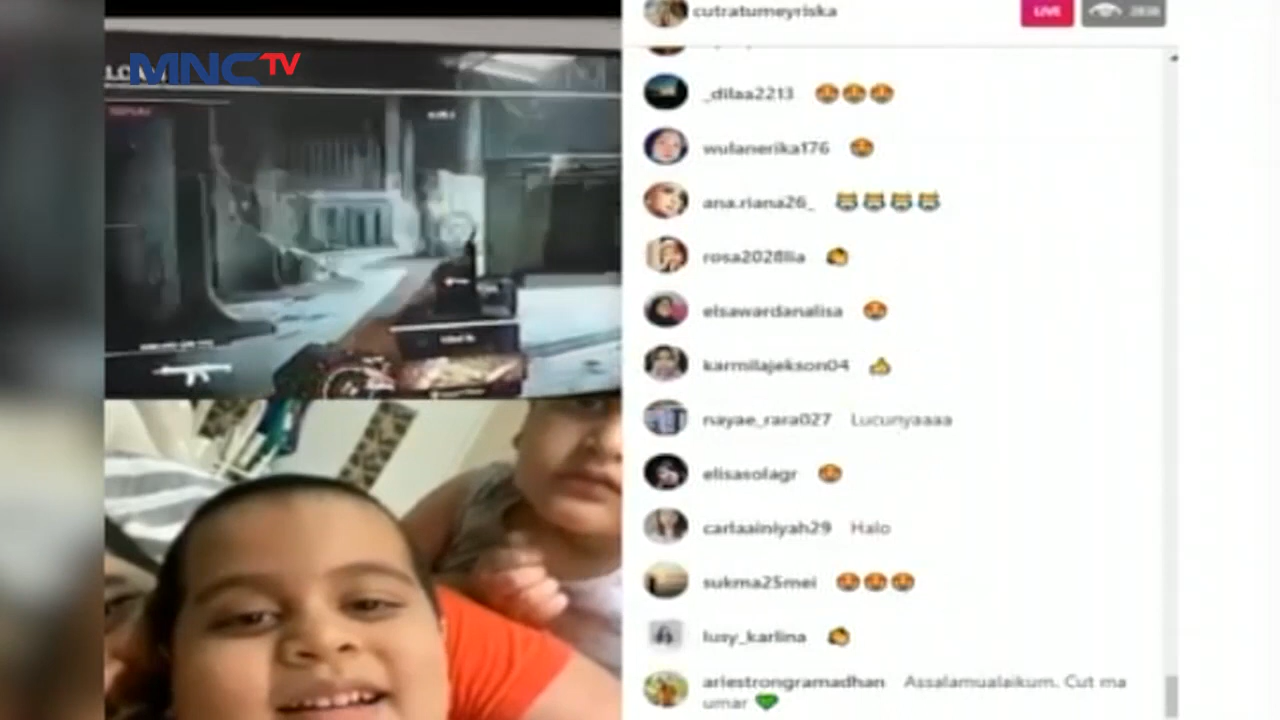 cutratumeyriska
LIVE
MNCTV
_dilaa2213
wulanerika176
ana.riana26_
rosa2028lia
elsawardanalisa
karmilajekson04
nayae_rara027 Lucunyaaaa
elisasolagr
carlaainiyah29 Halo
sukma25mei
lusy_karlina
ariestrongramadhan Assalamualaikum. Cut ma
umar